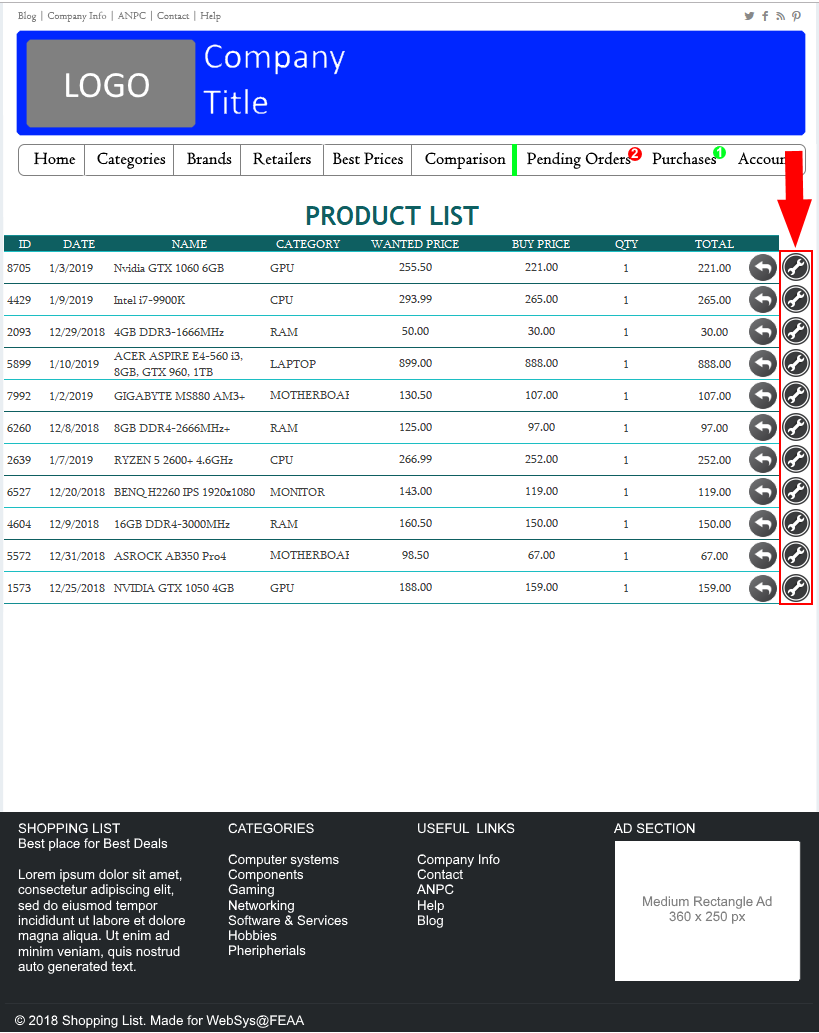 Blog | Company Info | ANPC | Contact | Help
LOGO
Company
Title
Home Categories Brands Retailers Best Prices Comparison Pending Orders 2 Purchases 1 Accoun
PRODUCT LIST
ID DATE NAME CATEGORY WANTED PRICE BUY PRICE QTY TOTAL
8705 1/3/2019 Nvidia GTX 1060 6GB GPU 255.50 221.00 1 221.00
4429 1/9/2019 Intel i7-9900K CPU 293.99 265.00 1 265.00
2093 12/29/2018 4GB DDR3-1666MHz RAM 50.00 30.00 1 30.00
5899 1/10/2019 ACER ASPIRE E4-560 i3, 8GB, GTX 960, 1TB LAPTOP 899.00 888.00 1 888.00
7992 1/2/2019 GIGABYTE MS880 AM3+ MOTHERBOAR 130.50 107.00 1 107.00
6260 12/8/2018 8GB DDR4-2666MHz+ RAM 125.00 97.00 1 97.00
2639 1/7/2019 RYZEN 5 2600+ 4.6GHz CPU 266.99 252.00 1 252.00
6527 12/20/2018 BENQ H2260 IPS 1920x1080 MONITOR 143.00 119.00 1 119.00
4604 12/9/2018 16GB DDR4-3000MHz RAM 160.50 150.00 1 150.00
5572 12/31/2018 ASROCK AB350 Pro4 MOTHERBOAR 98.50 67.00 1 67.00
1573 12/25/2018 NVIDIA GTX 1050 4GB GPU 188.00 159.00 1 159.00
SHOPPING LIST
Best place for Best Deals
Lorem ipsum dolor sit amet,
consectetur adipiscing elit,
sed do eiusmod tempor
incididunt ut labore et dolore
magna aliqua. Ut enim ad
minim veniam, quis nostrud
auto generated text.
CATEGORIES
Computer systems
Components
Gaming
Networking
Software & Services
Hobbies
Pheripherials
USEFUL LINKS
Company Info
Contact
ANPC
Help
Blog
AD SECTION
Medium Rectangle Ad
360 x 250 px
© 2018 Shopping List. Made for WebSys@FEAA